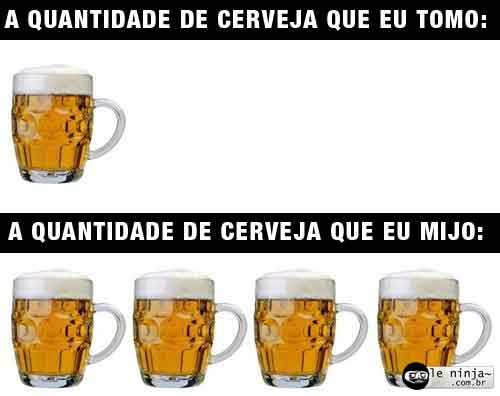 A QUANTIDADE DE CERVEJA QUE EU TOMO:
A QUANTIDADE DE CERVEJA QUE EU MIJO:
le ninja~
.com.br